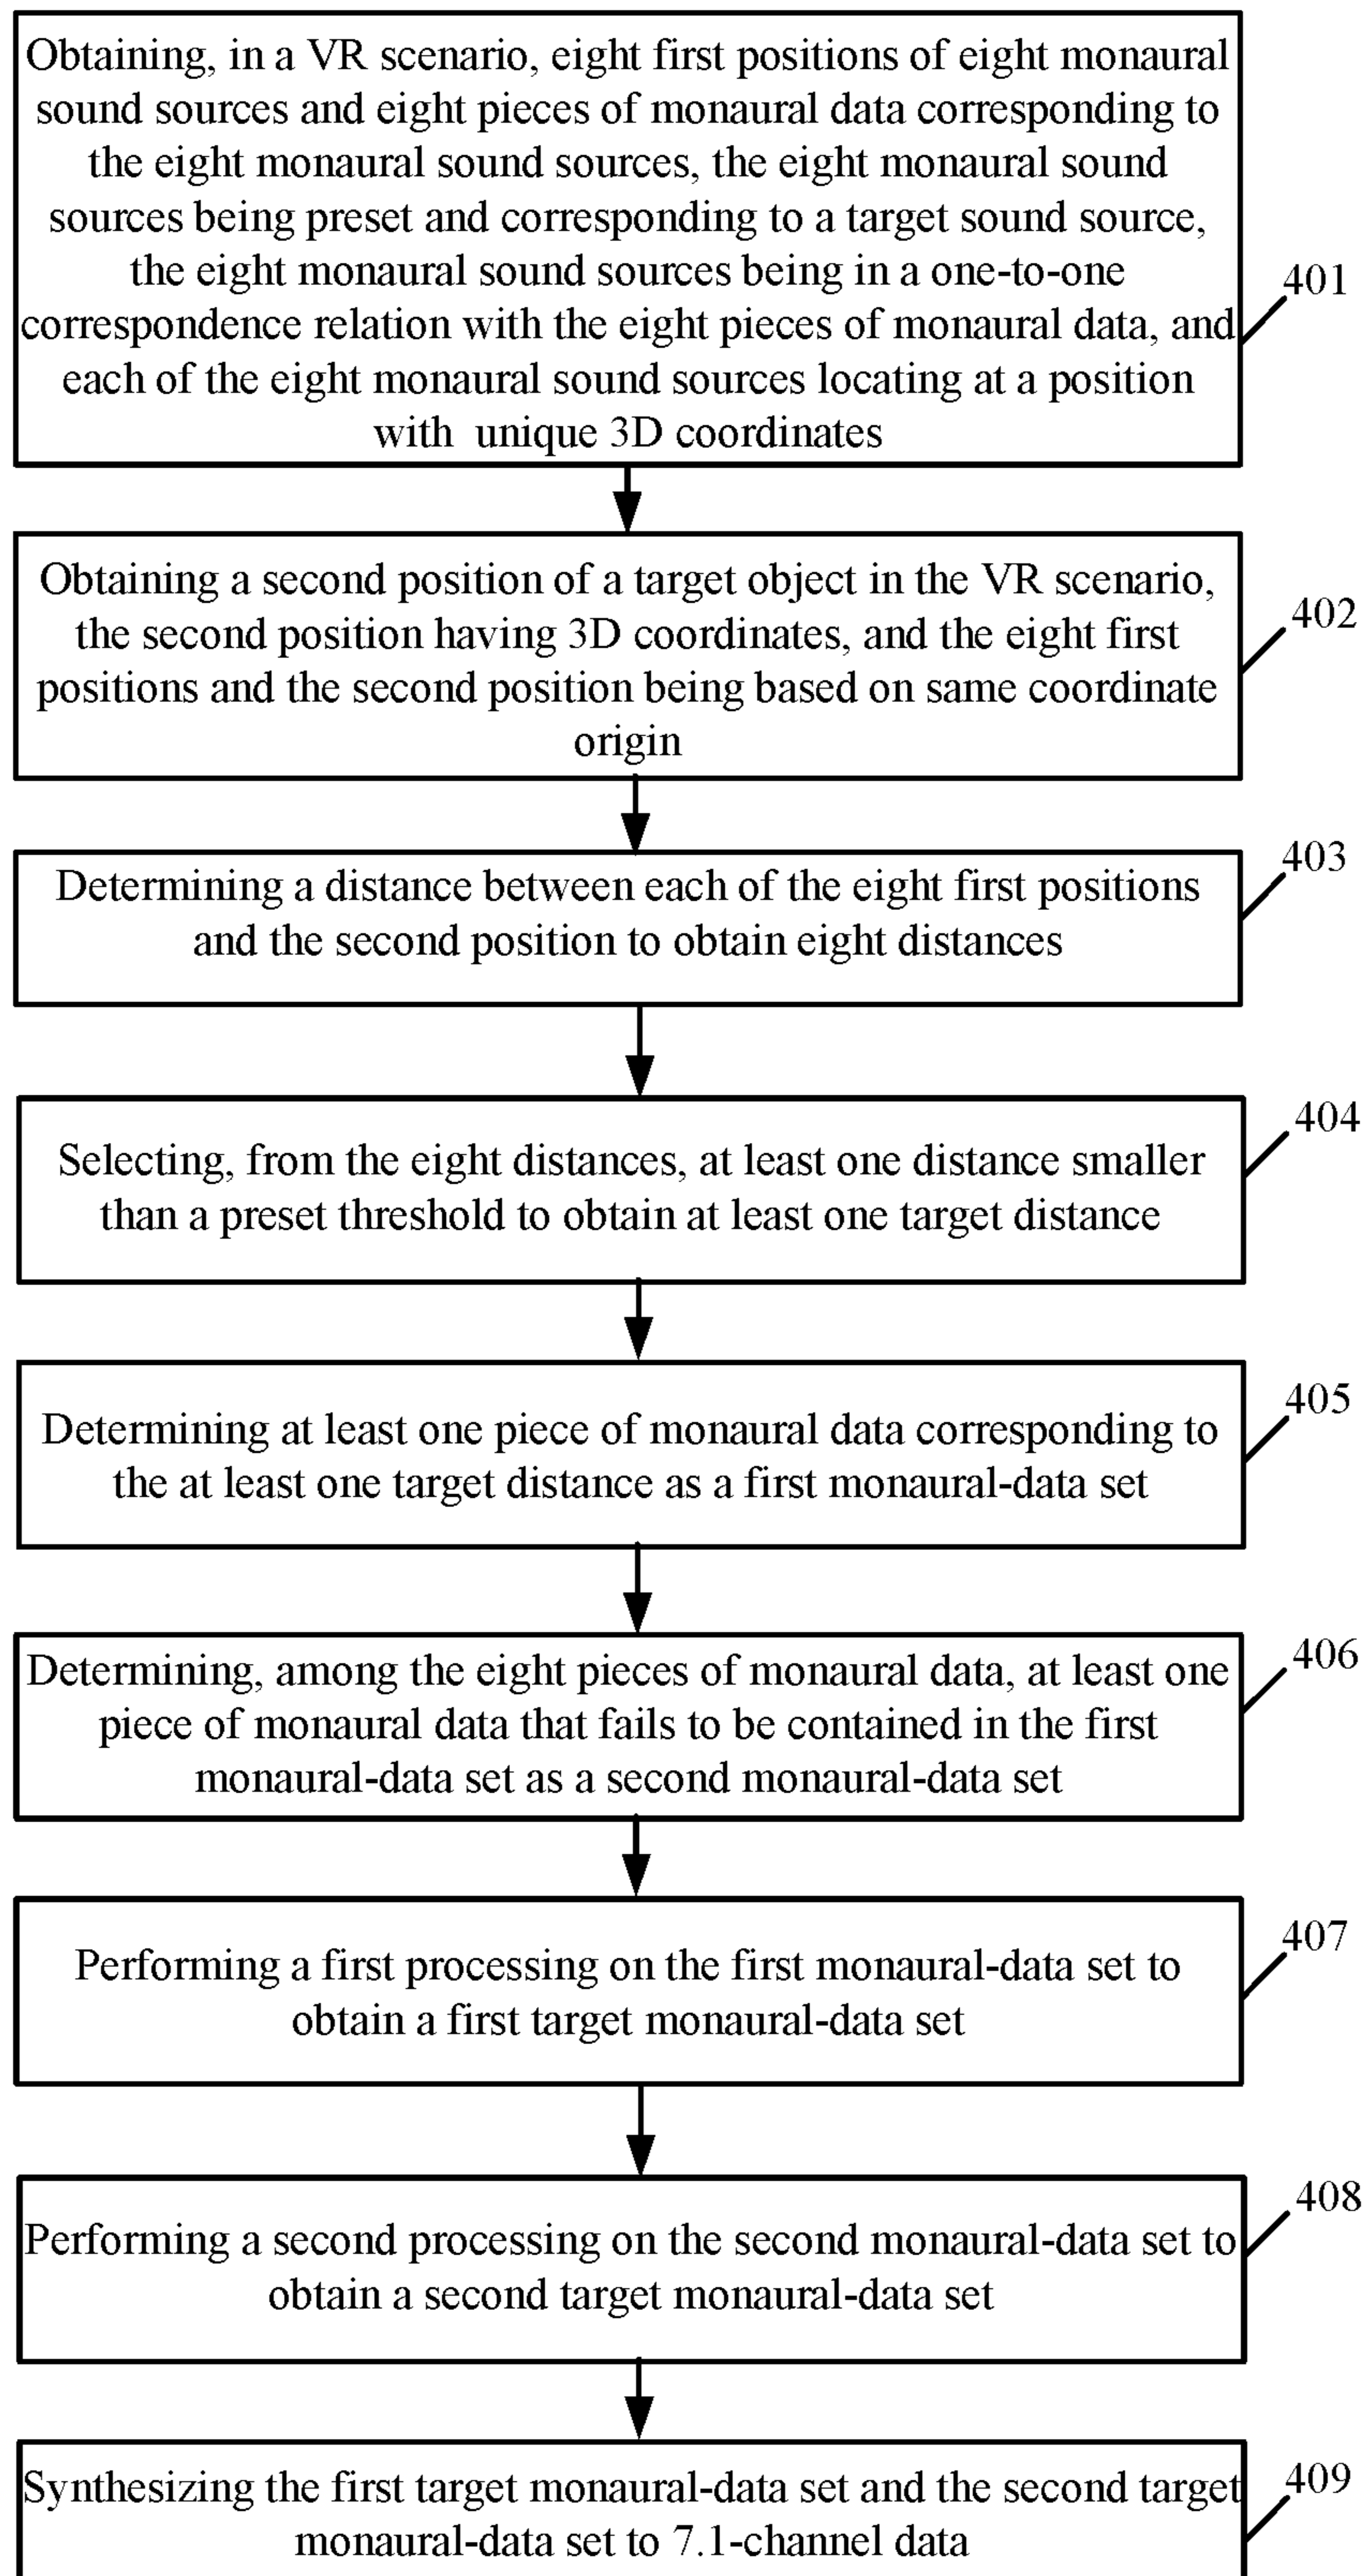 Obtaining, in a VR scenario, eight first positions of eight monaural
sound sources and eight pieces of monaural data corresponding to
the eight monaural sound sources, the eight monaural sound
sources being preset and corresponding to a target sound source,
the eight monaural sound sources being in a one-to-one
correspondence relation with the eight pieces of monaural data, and
each of the eight monaural sound sources locating at a position
with unique 3D coordinates
401
Obtaining a second position of a target object in the VR scenario,
the second position having 3D coordinates, and the eight first
positions and the second position being based on same coordinate
origin
402
Determining a distance between each of the eight first positions
and the second position to obtain eight distances
403
Selecting, from the eight distances, at least one distance smaller
than a preset threshold to obtain at least one target distance
404
Determining at least one piece of monaural data corresponding to
the at least one target distance as a first monaural-data set
405
Determining, among the eight pieces of monaural data, at least one
piece of monaural data that fails to be contained in the first
monaural-data set as a second monaural-data set
406
Performing a first processing on the first monaural-data set to
obtain a first target monaural-data set
407
Performing a second processing on the second monaural-data set to
obtain a second target monaural-data set
408
Synthesizing the first target monaural-data set and the second target
monaural-data set to 7.1-channel data
409